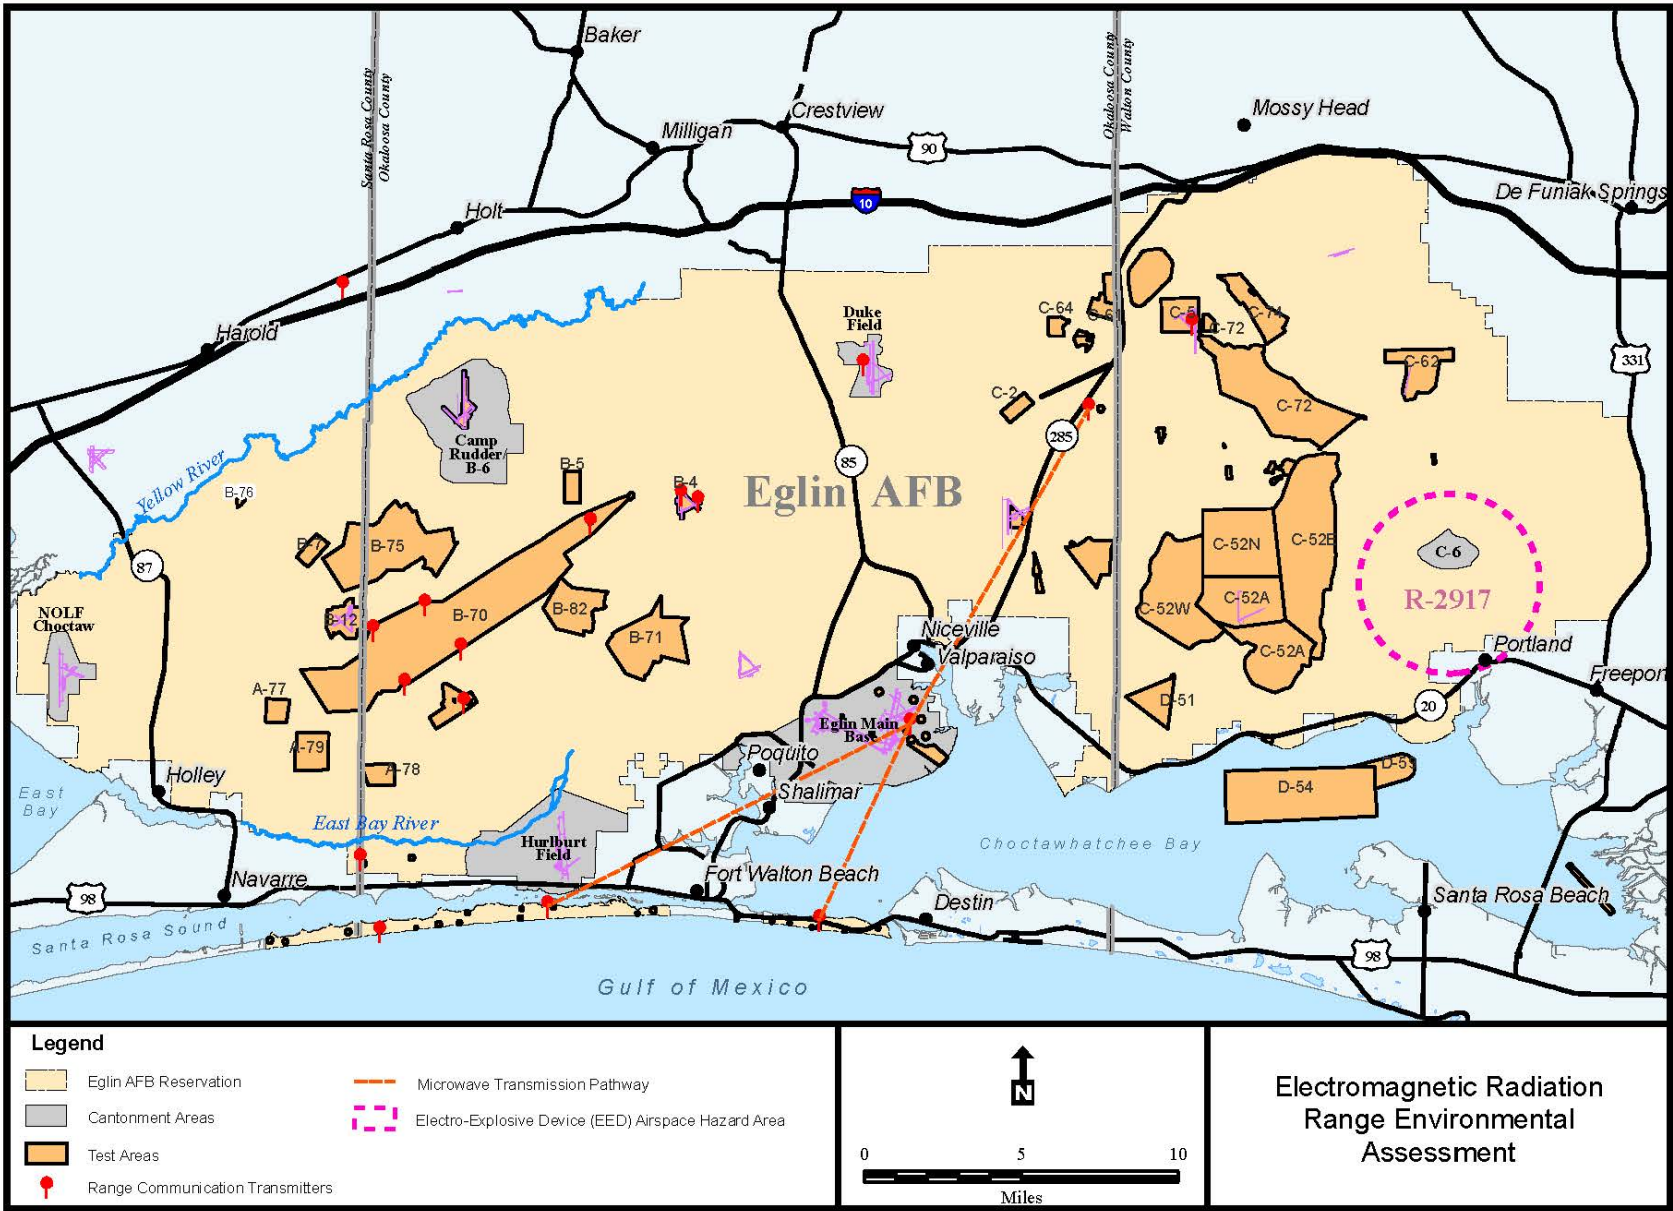 Baker
Santa Rosa County
Okaloosa County
Okaloosa County
Walton County
Crestview
Mossy Head
Milligan
90
De Funiak Springs
10
Holt
Harold
Duke
Field
C-64
C-5
C-72
C-74
331
C-62
C-2
C-72
Camp
Rudder/
B-6
285
85
Yellow River
B-76
B-5
B-4
Eglin AFB
B-7
B-75
C-52N
C-52E
C-6
87
R-2917
NOLF
Choctaw
B-12
B-70
B-82
B-71
C-52W
C-52A
Niceville
Valparaiso
C-52A
Portland
Freeport
A-77
D-51
20
Eglin Main
Base
A-79
Poquito
A-78
Holley
Shalimar
D-54
East
Bay
East Bay River
Hurlburt
Field
Choctawhatchee Bay
Navarre
Fort Walton Beach
98
Destin
Santa Rosa Beach
Santa Rosa Sound
98
Gulf of Mexico
Legend
Eglin AFB Reservation
Cantonment Areas
Test Areas
Range Communication Transmitters
Microwave Transmission Pathway
Electro-Explosive Device (EED) Airspace Hazard Area
N
0 5 10
Miles
Electromagnetic Radiation
Range Environmental
Assessment